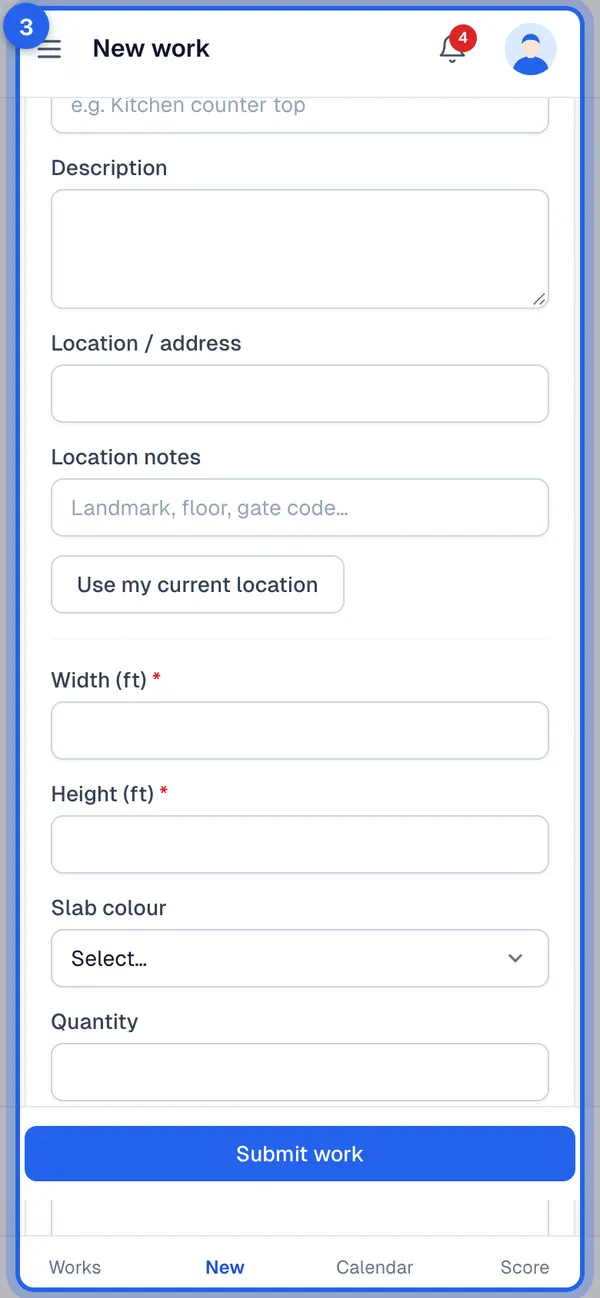 3
New work
4
e.g. Kitchen counter top
Description
Location / address
Location notes
Landmark, floor, gate code...
Use my current location
Width (ft) *
Height (ft) *
Slab colour
Select...
Quantity
Submit work
Works New Calendar Score